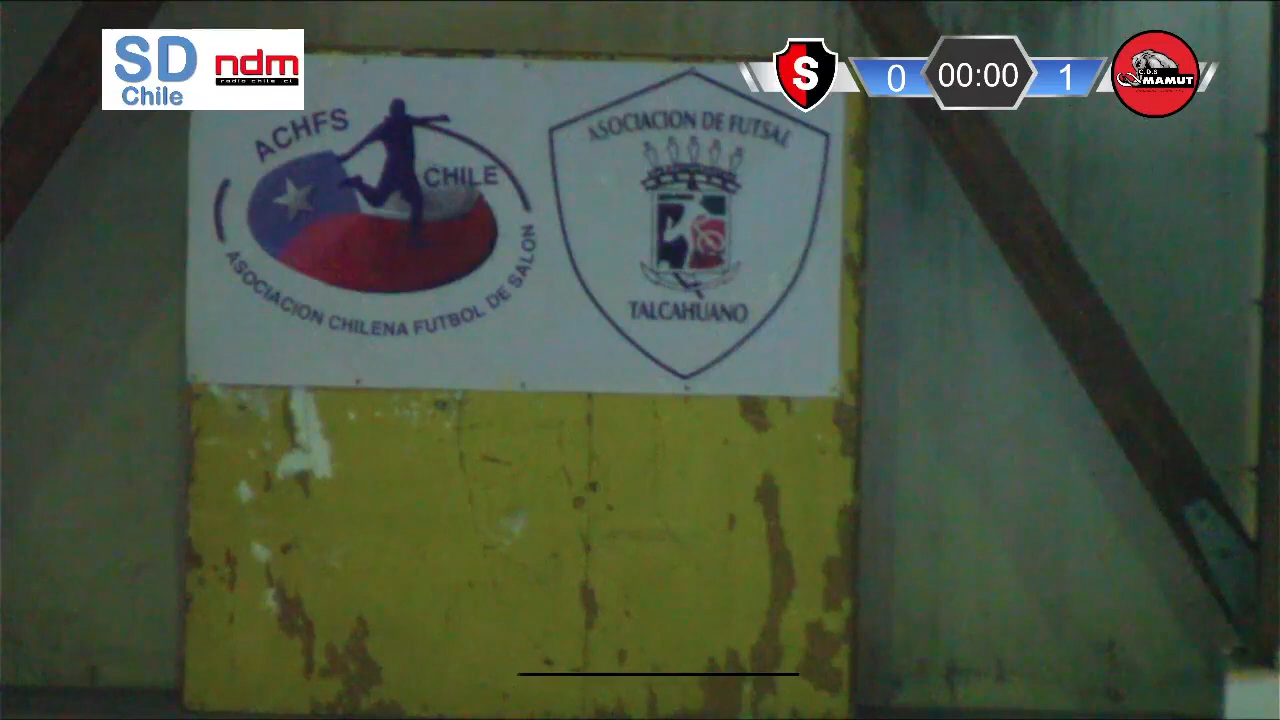 SD
Chile
ndm
radio chile .cl
S
0
00:00
1
C.D.S
MAMUT
ACHFS
CHILE
ASOCIACION CHILENA FUTBOL DE SALON
ASOCIACION DE FUTSAL
TALCAHUANO